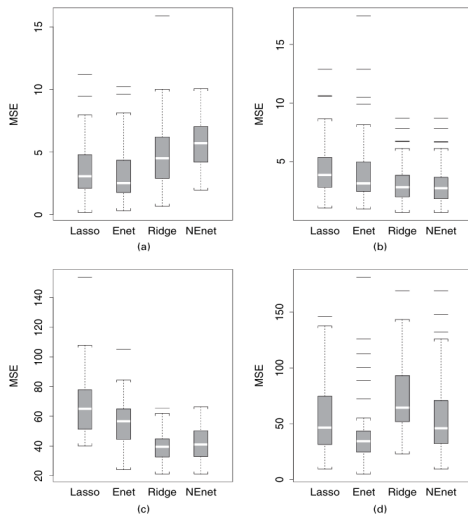 MSE
15
10
5
0
Lasso Enet Ridge NEnet
(a)
MSE
15
10
5
Lasso Enet Ridge NEnet
(b)
MSE
140
120
100
80
60
40
20
Lasso Enet Ridge NEnet
(c)
MSE
150
100
50
0
Lasso Enet Ridge NEnet
(d)